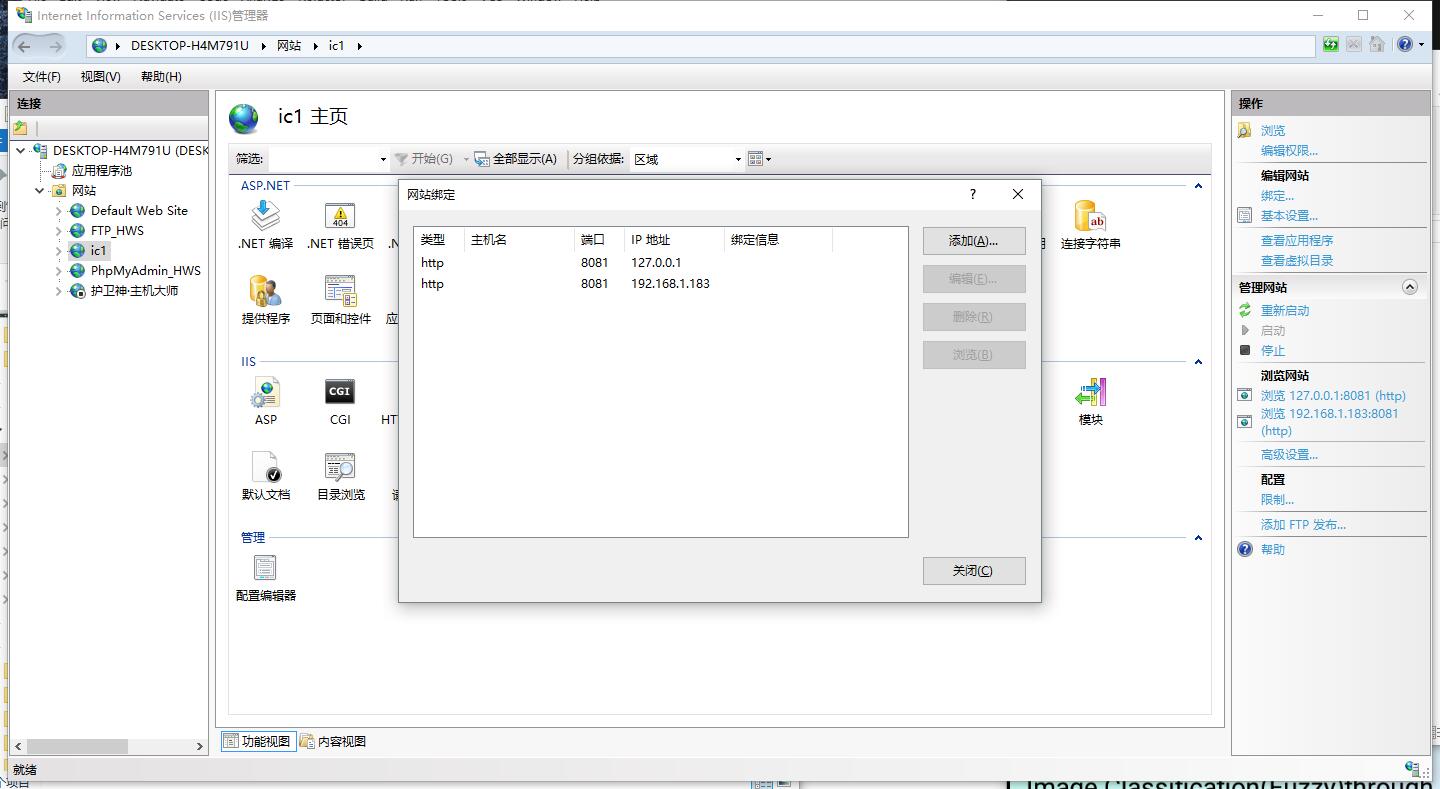 Internet Information Services (IIS)管理器
DESKTOP-H4M791U 网站 ic1
文件(F) 视图(V) 帮助(H)
连接
DESKTOP-H4M791U (DESK
应用程序池
网站
Default Web Site
FTP_HWS
ic1
PhpMyAdmin_HWS
护卫神·主机大师
ic1 主页
筛选: 开始(G) 全部显示(A) 分组依据: 区域
ASP.NET
.NET 编译
404
.NET 错误页
ab
连接字符串
提供程序
页面和控件
应
IIS
ASP
CGI
CGI
HT
模块
默认文档
目录浏览
管理
配置编辑器
网站绑定
?
类型 主机名 端口 IP 地址 绑定信息
http 8081 127.0.0.1
http 8081 192.168.1.183
添加(A)...
编辑(E)...
删除(R)
浏览(B)
关闭(C)
功能视图 内容视图
就绪
操作
浏览
编辑权限...
编辑网站
绑定...
基本设置...
查看应用程序
查看虚拟目录
管理网站
重新启动
启动
停止
浏览网站
浏览 127.0.0.1:8081 (http)
浏览 192.168.1.183:8081
(http)
高级设置...
配置
限制...
添加 FTP 发布...
帮助
个项目
Image Classification(Fuzzy)through